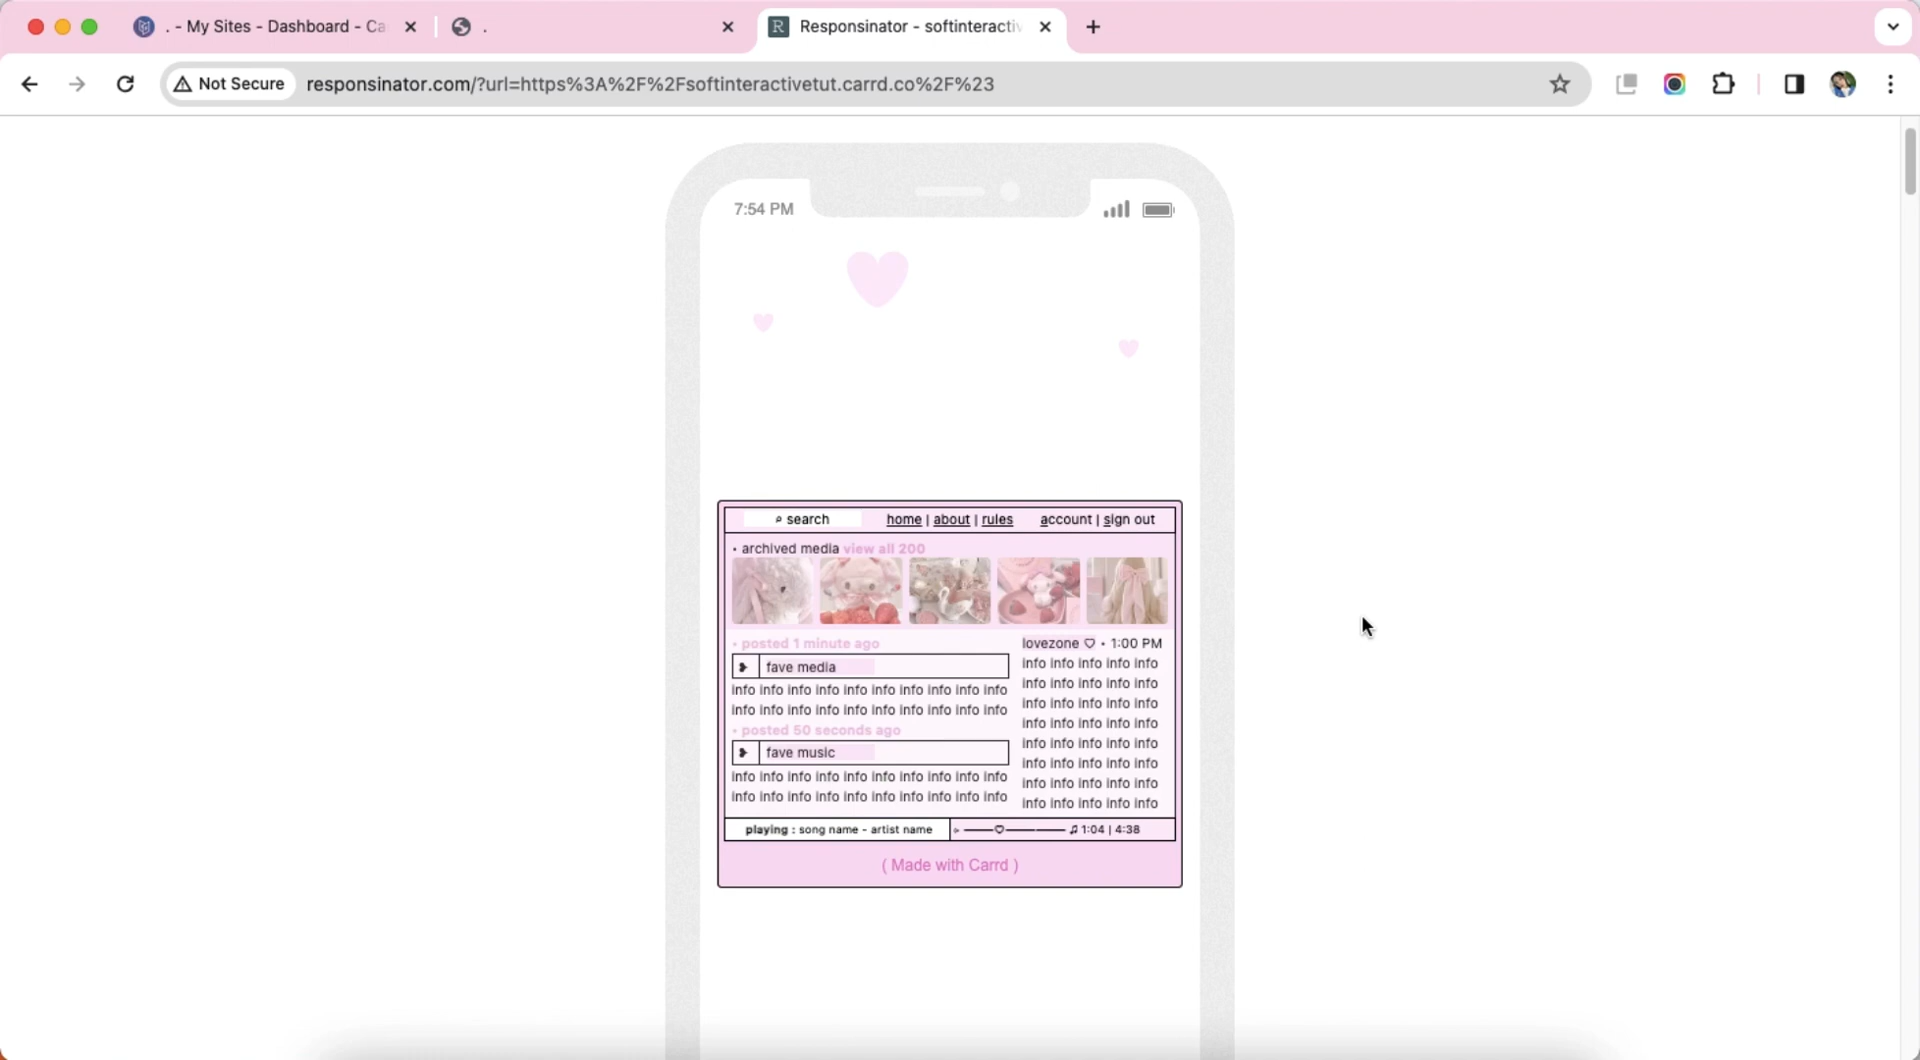 . - My Sites - Dashboard - Ca
.
Responsinator - softinteractiv
Not Secure
responsinator.com/?url=https%3A%2F%2Fsoftinteractivetut.carrd.co%2F%23
7:54 PM
⌕ search
home | about | rules
account | sign out
• archived media view all 200
• posted 1 minute ago
fave media
info info info info info info info info info info
info info info info info info info info info info
• posted 50 seconds ago
fave music
info info info info info info info info info info
info info info info info info info info info info
lovezone ♡ • 1:00 PM
info info info info info
info info info info info
info info info info info
info info info info info
info info info info info
info info info info info
info info info info info
info info info info info
playing : song name - artist name
▹ ───♡─────── ♫ 1:04 | 4:38
( Made with Carrd )